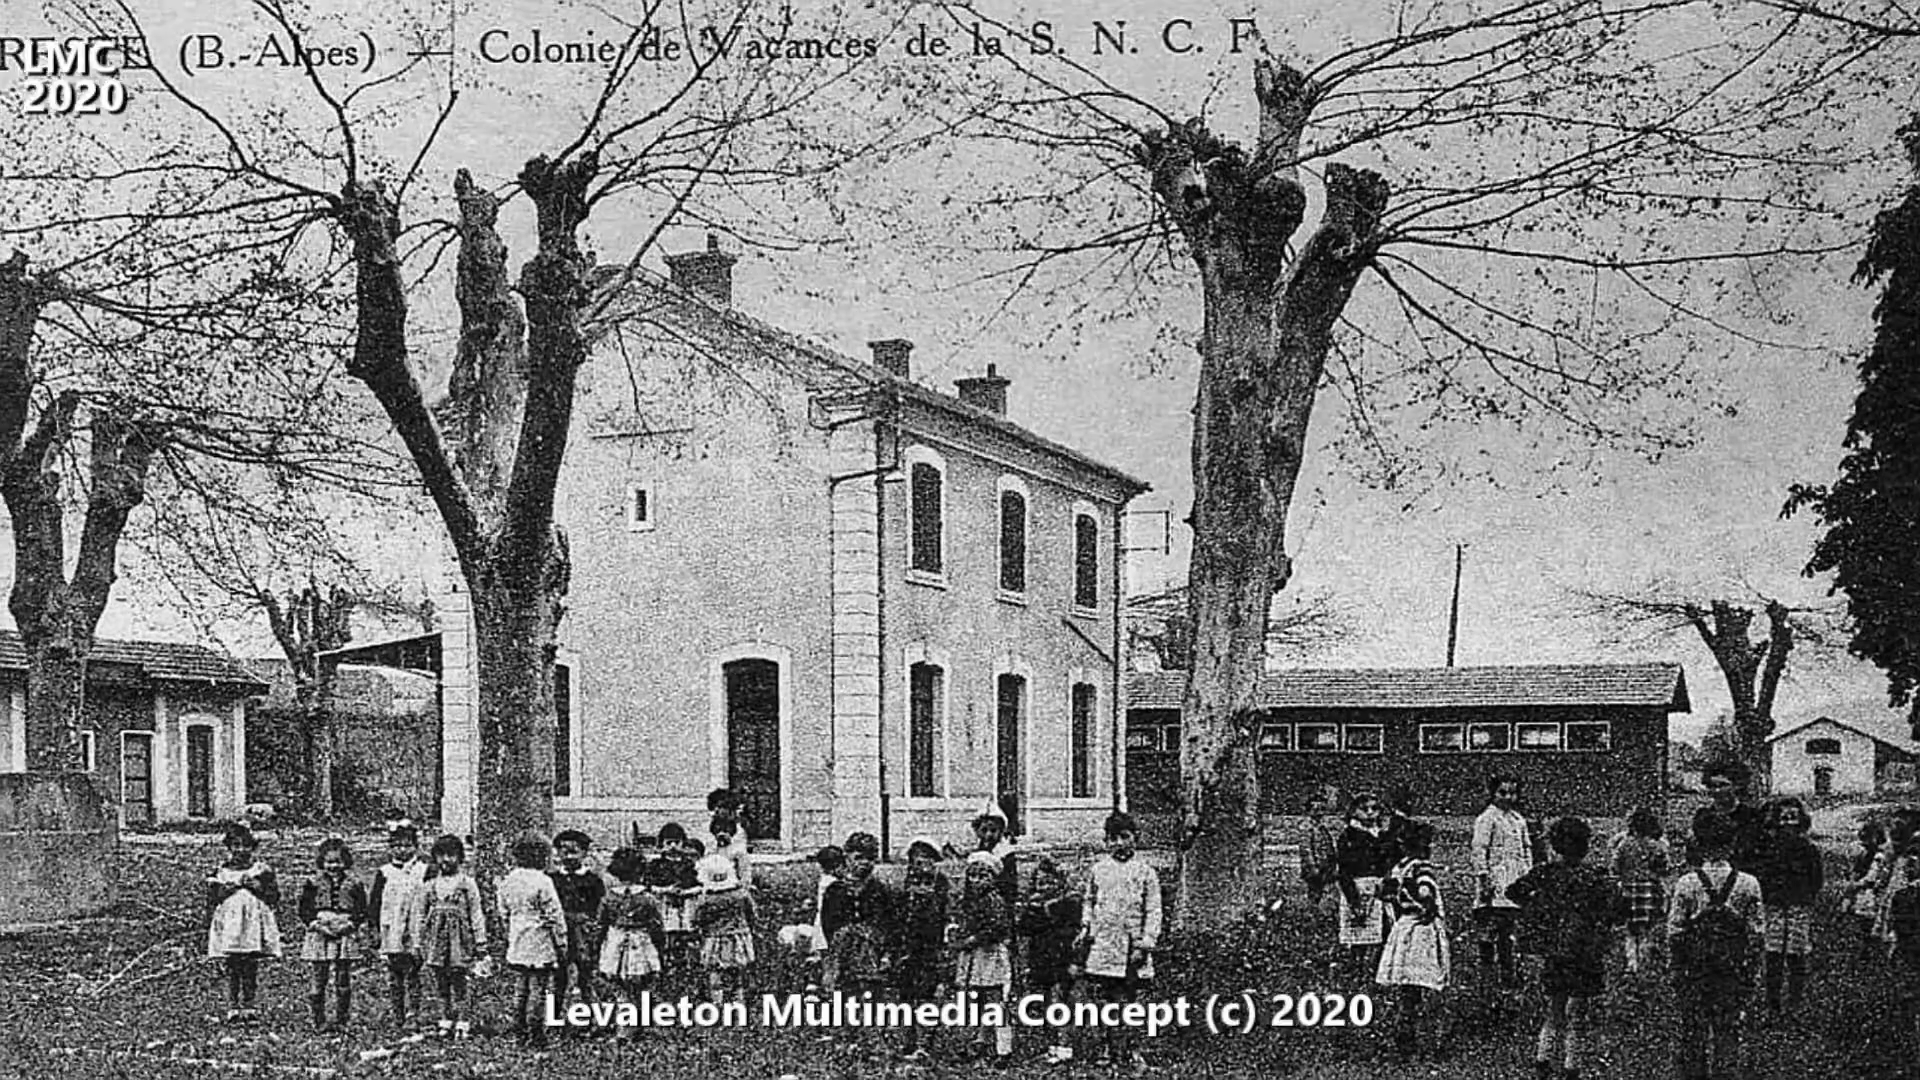 (B.-Alpes) — Colonie de Vacances de la S. N. C. F.
LMC
2020
Levaleton Multimedia Concept (c) 2020